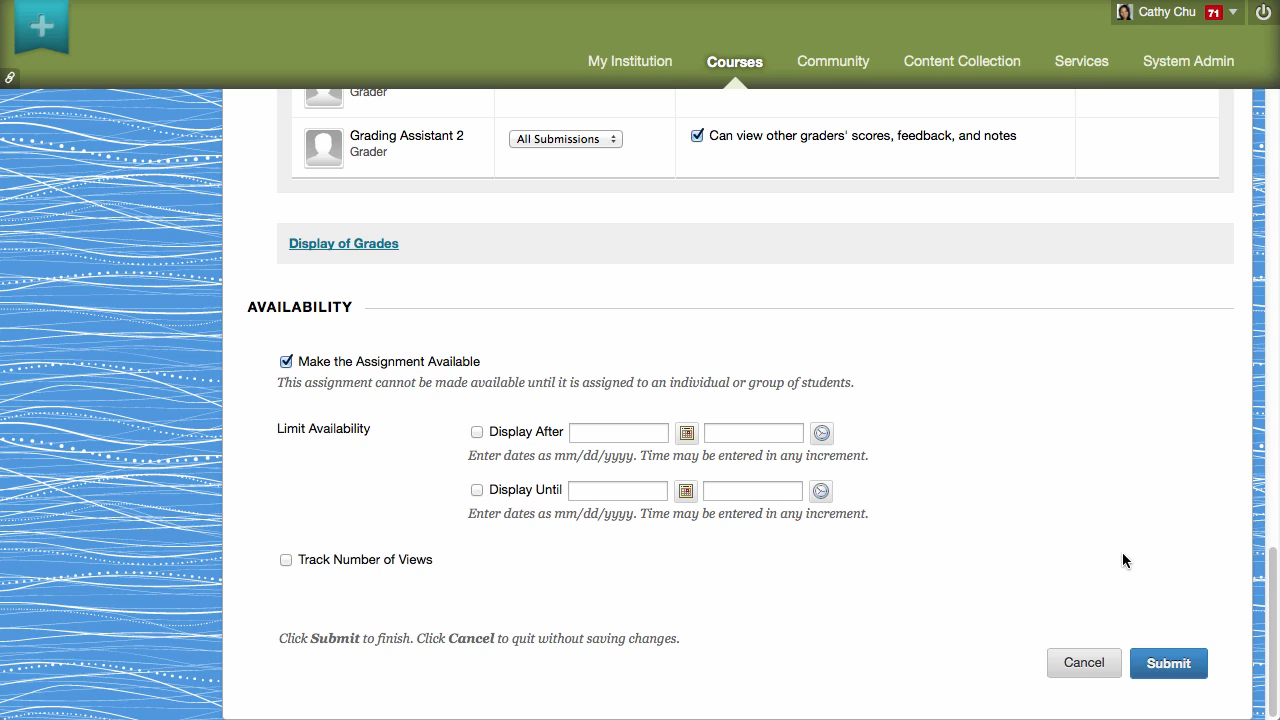 Cathy Chu 71
My Institution Courses Community Content Collection Services System Admin
Grader
Grading Assistant 2
Grader
All Submissions
Can view other graders' scores, feedback, and notes
Display of Grades
AVAILABILITY
Make the Assignment Available
This assignment cannot be made available until it is assigned to an individual or group of students.
Limit Availability
Display After
Enter dates as mm/dd/yyyy. Time may be entered in any increment.
Display Until
Enter dates as mm/dd/yyyy. Time may be entered in any increment.
Track Number of Views
Click Submit to finish. Click Cancel to quit without saving changes.
Cancel Submit